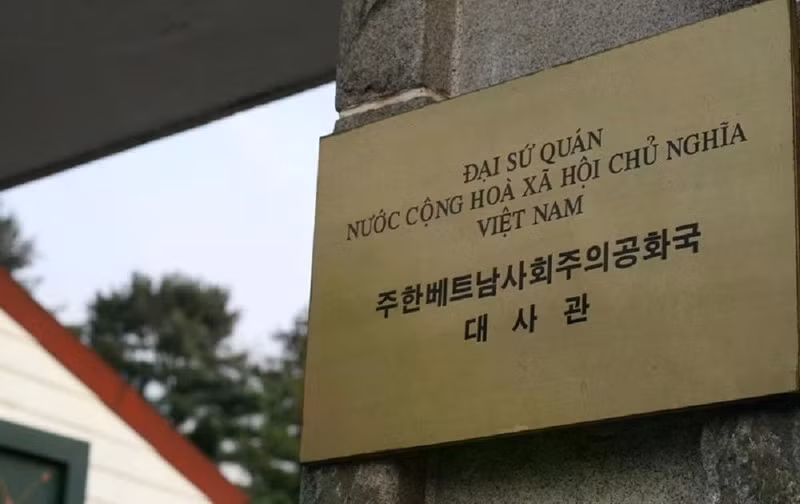 ĐẠI SỨ QUÁN
NƯỚC CỘNG HOÀ XÃ HỘI CHỦ NGHĨA
VIỆT NAM
주한베트남사회주의공화국
대 사 관